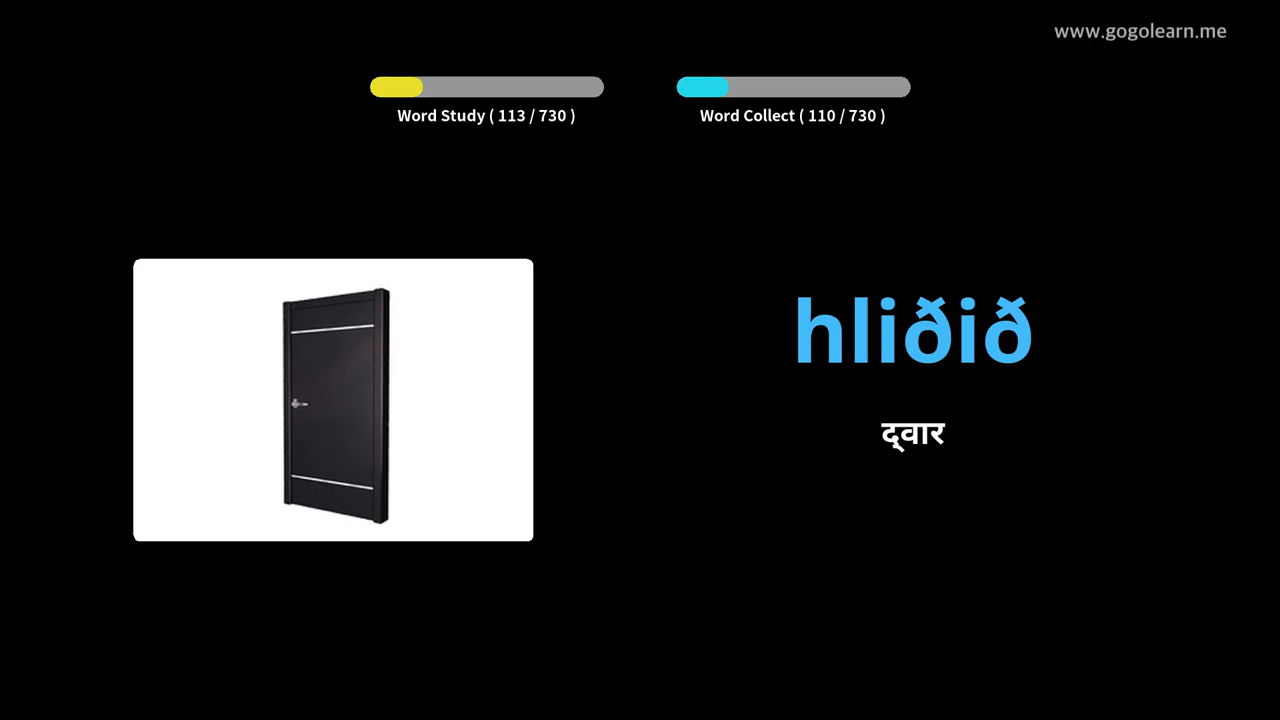 www.gogolearn.me
Word Study ( 113 / 730 )
Word Collect ( 110 / 730 )
hliðið
द्वार